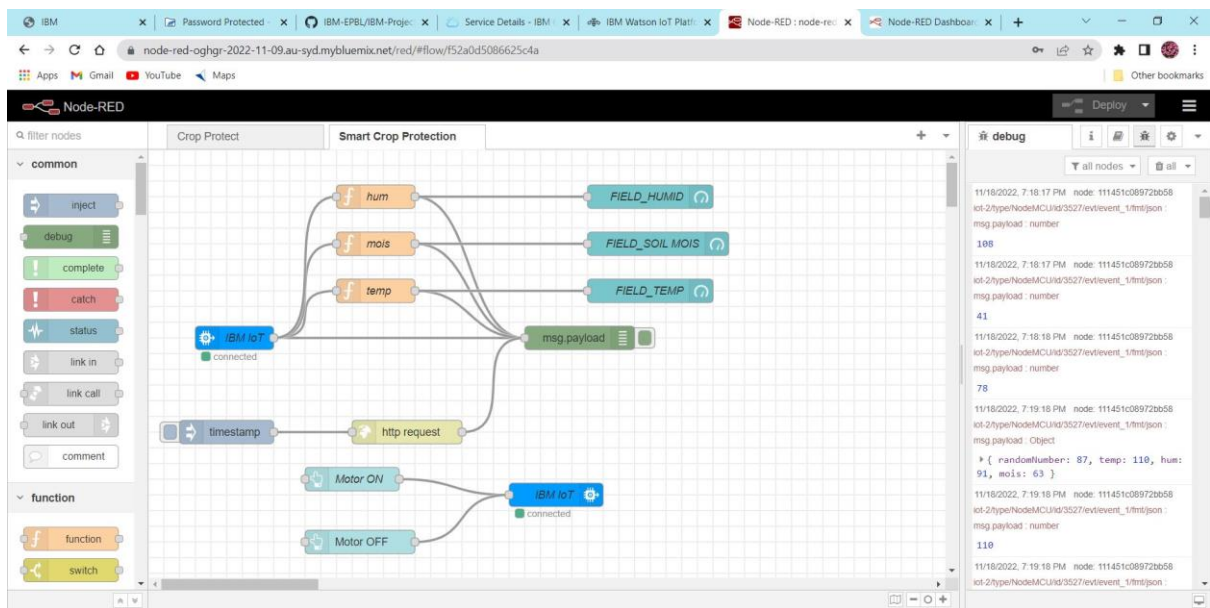 IBM
Password Protected -
IBM-EPBL/IBM-Projec
Service Details - IBM
IBM Watson IoT Platfo
Node-RED : node-red
Node-RED Dashboar
node-red-oghgr-2022-11-09.au-syd.mybluemix.net/red/#flow/f52a0d5086625c4a
Apps
Gmail
YouTube
Maps
Other bookmarks
Node-RED
Deploy
filter nodes
Crop Protect
Smart Crop Protection
debug
all nodes
all
common
inject
debug
complete
catch
status
link in
link call
link out
comment
function
function
switch
hum
FIELD_HUMID
mois
FIELD_SOIL MOIS
temp
FIELD_TEMP
IBM IoT
connected
msg.payload
timestamp
http request
Motor ON
IBM IoT
connected
Motor OFF
11/18/2022, 7:18:17 PM node: 111451c08972bb58
iot-2/type/NodeMCU/id/3527/evt/event_1/fmt/json :
msg.payload : number
108
11/18/2022, 7:18:17 PM node: 111451c08972bb58
iot-2/type/NodeMCU/id/3527/evt/event_1/fmt/json :
msg.payload : number
41
11/18/2022, 7:18:18 PM node: 111451c08972bb58
iot-2/type/NodeMCU/id/3527/evt/event_1/fmt/json :
msg.payload : number
78
11/18/2022, 7:19:18 PM node: 111451c08972bb58
iot-2/type/NodeMCU/id/3527/evt/event_1/fmt/json :
msg.payload : Object
{ randomNumber: 87, temp: 110, hum:
91, mois: 63 }
11/18/2022, 7:19:18 PM node: 111451c08972bb58
iot-2/type/NodeMCU/id/3527/evt/event_1/fmt/json :
msg.payload : number
110
11/18/2022, 7:19:18 PM node: 111451c08972bb58
iot-2/type/NodeMCU/id/3527/evt/event_1/fmt/json :